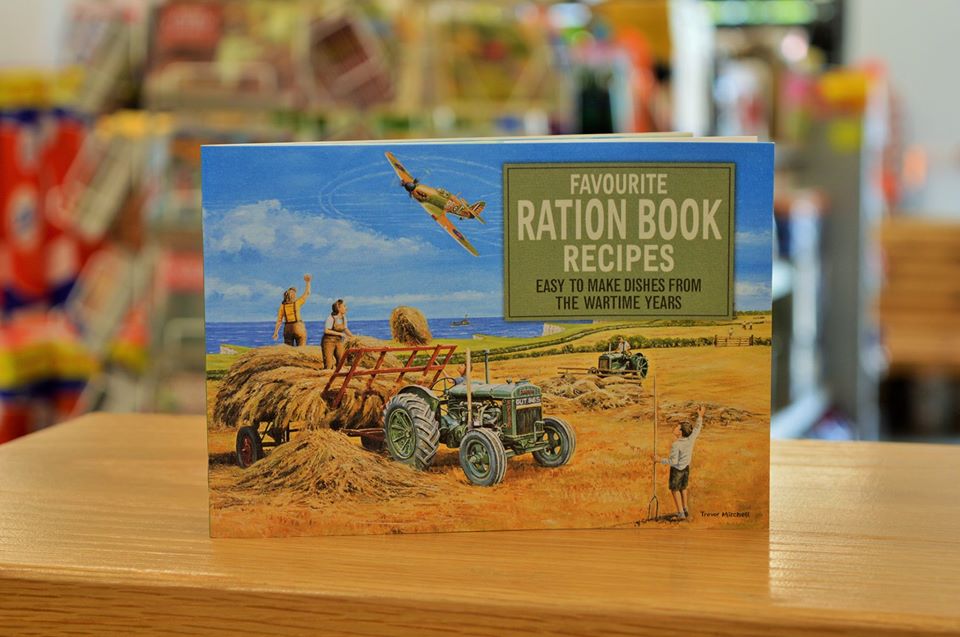 FAVOURITE
RATION BOOK
RECIPES
EASY TO MAKE DISHES FROM
THE WARTIME YEARS
Trevor Mitchell